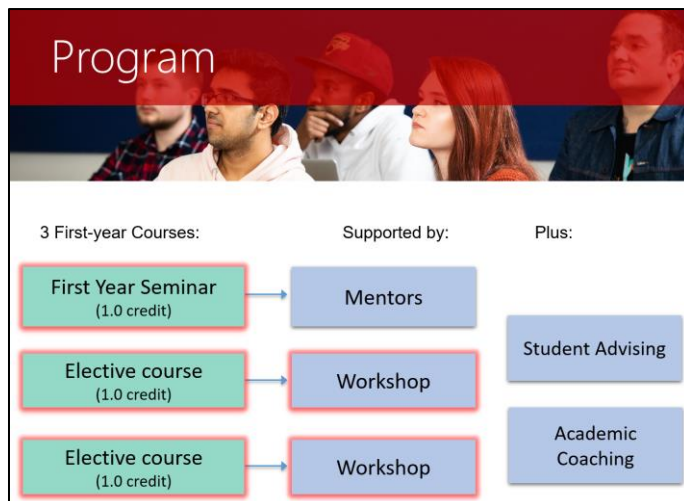 Program
3 First-year Courses:
Supported by:
Plus:
First Year Seminar
(1.0 credit)
Mentors
Student Advising
Elective course
(1.0 credit)
Workshop
Academic
Coaching
Elective course
(1.0 credit)
Workshop